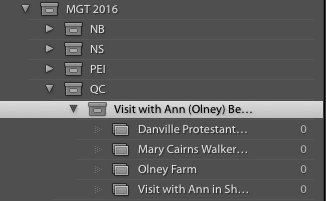 MGT 2016
NB
NS
PEI
QC
Visit with Ann (Olney) Be...
Danville Protestant... 0
Mary Cairns Walker... 0
Olney Farm 0
Visit with Ann in Sh... 0